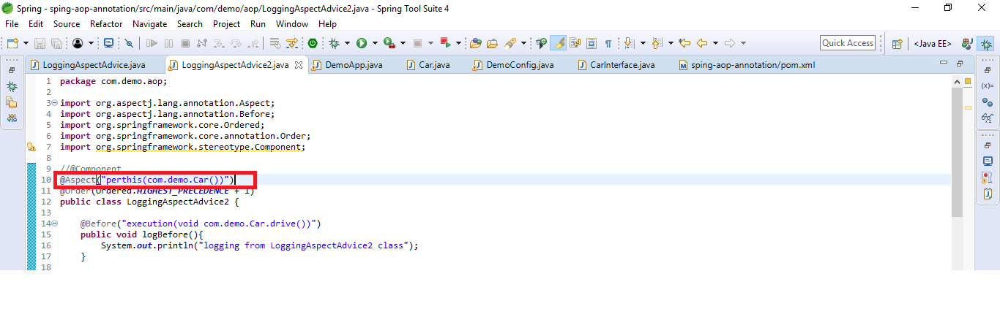 Spring - sping-aop-annotation/src/main/java/com/demo/aop/LoggingAspectAdvice2.java - Spring Tool Suite 4
File Edit Source Refactor Navigate Search Project Run Window Help
Quick Access <Java EE>
LoggingAspectAdvice.java LoggingAspectAdvice2.java DemoApp.java Car.java DemoConfig.java CarInterface.java sping-aop-annotation/pom.xml
1 package com.demo.aop;
2
3 import org.aspectj.lang.annotation.Aspect;
4 import org.aspectj.lang.annotation.Before;
5 import org.springframework.core.Ordered;
6 import org.springframework.core.annotation.Order;
7 import org.springframework.stereotype.Component;
8
9 //@Component
10 @Aspect("perthis(com.demo.Car())")
11 @Order(Ordered.HIGHEST_PRECEDENCE + 1)
12 public class LoggingAspectAdvice2 {
13
14 @Before("execution(void com.demo.Car.drive())")
15 public void logBefore(){
16 System.out.println("logging from LoggingAspectAdvice2 class");
17 }
18